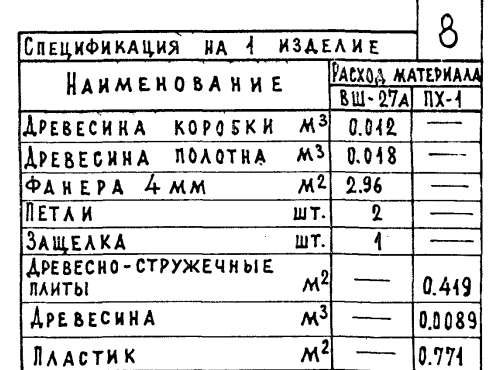 8
Спецификация на 1 изделие
Наименование Расход материала
ВШ-27А ПХ-1
Древесина коробки м3 0.012 —
Древесина полотна м3 0.018 —
Фанера 4 мм м2 2.96 —
Петли шт. 2 —
Защелка шт. 1 —
Древесно-стружечные
плиты м2 — 0.419
Древесина м3 — 0.0089
Пластик м2 — 0.771